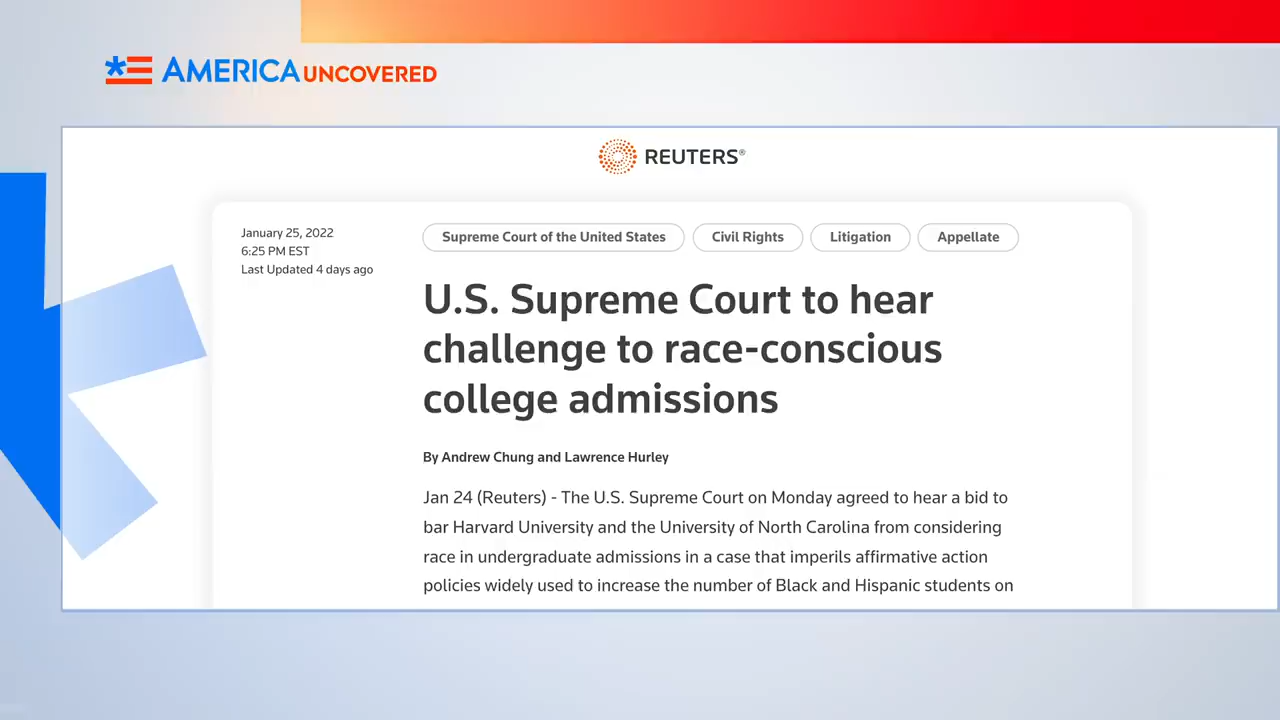 AMERICA UNCOVERED
REUTERS®
January 25, 2022
6:25 PM EST
Last Updated 4 days ago
Supreme Court of the United States
Civil Rights
Litigation
Appellate
U.S. Supreme Court to hear
challenge to race-conscious
college admissions
By Andrew Chung and Lawrence Hurley
Jan 24 (Reuters) - The U.S. Supreme Court on Monday agreed to hear a bid to
bar Harvard University and the University of North Carolina from considering
race in undergraduate admissions in a case that imperils affirmative action
policies widely used to increase the number of Black and Hispanic students on